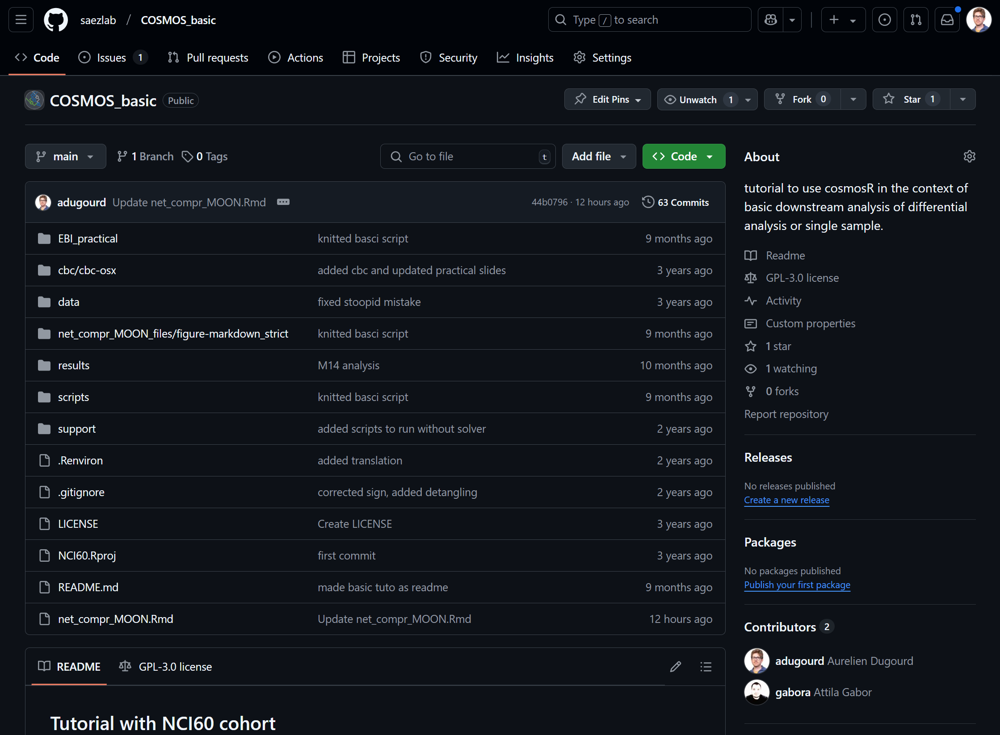 saezlab / COSMOS_basic
Type / to search
Code
Issues 1
Pull requests
Actions
Projects
Security
Insights
Settings
COSMOS_basic Public
Edit Pins
Unwatch 1
Fork 0
Star 1
main
1 Branch
0 Tags
Go to file t
Add file
Code
adugourd Update net_compr_MOON.Rmd
44b0796 · 12 hours ago
63 Commits
EBI_practical knitted basci script 9 months ago
cbc/cbc-osx added cbc and updated practical slides 3 years ago
data fixed stoopid mistake 3 years ago
net_compr_MOON_files/figure-markdown_strict knitted basci script 9 months ago
results M14 analysis 10 months ago
scripts knitted basci script 9 months ago
support added scripts to run without solver 2 years ago
.Renviron added translation 2 years ago
.gitignore corrected sign, added detangling 2 years ago
LICENSE Create LICENSE 3 years ago
NCI60.Rproj first commit 3 years ago
README.md made basic tuto as readme 9 months ago
net_compr_MOON.Rmd Update net_compr_MOON.Rmd 12 hours ago
README
GPL-3.0 license
Tutorial with NCI60 cohort
About
tutorial to use cosmosR in the context of
basic downstream analysis of differential
analysis or single sample.
Readme
GPL-3.0 license
Activity
Custom properties
1 star
1 watching
0 forks
Report repository
Releases
No releases published
Create a new release
Packages
No packages published
Publish your first package
Contributors 2
adugourd Aurelien Dugourd
gabora Attila Gabor